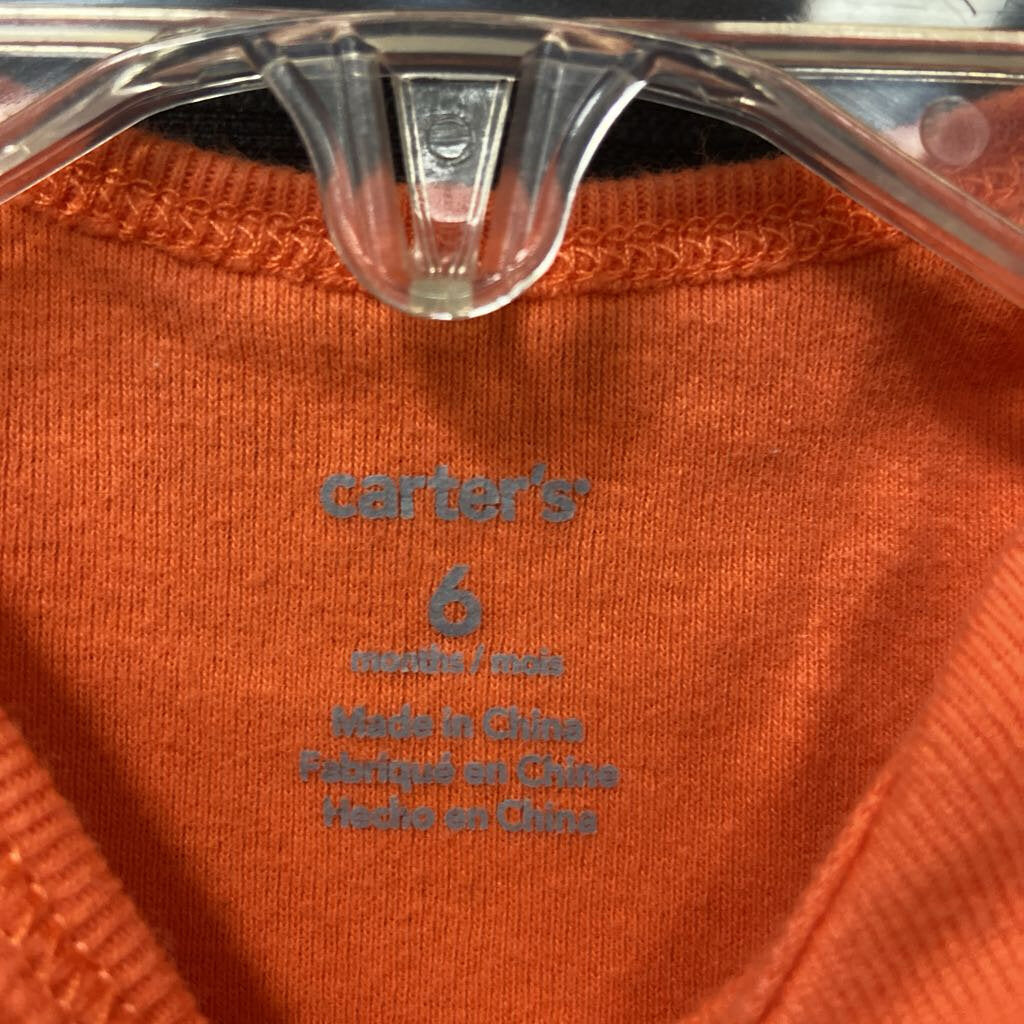 carter's
6
months / mois
Made in China
Fabriqué en Chine
Hecho en China